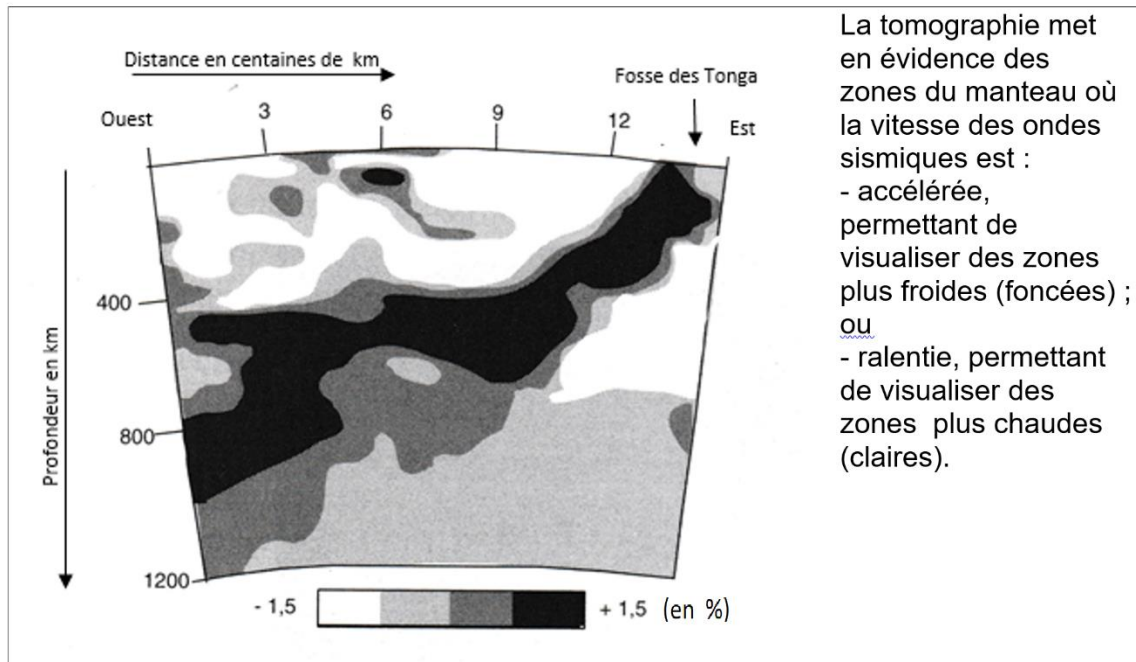 Distance en centaines de km
Fosse des Tonga
Ouest
3
6
9
12
Est
400
800
1200
Profondeur en km
- 1,5
+ 1,5 (en %)
La tomographie met
en évidence des
zones du manteau où
la vitesse des ondes
sismiques est :
- accélérée,
permettant de
visualiser des zones
plus froides (foncées) ;
ou
- ralentie, permettant
de visualiser des
zones plus chaudes
(claires).